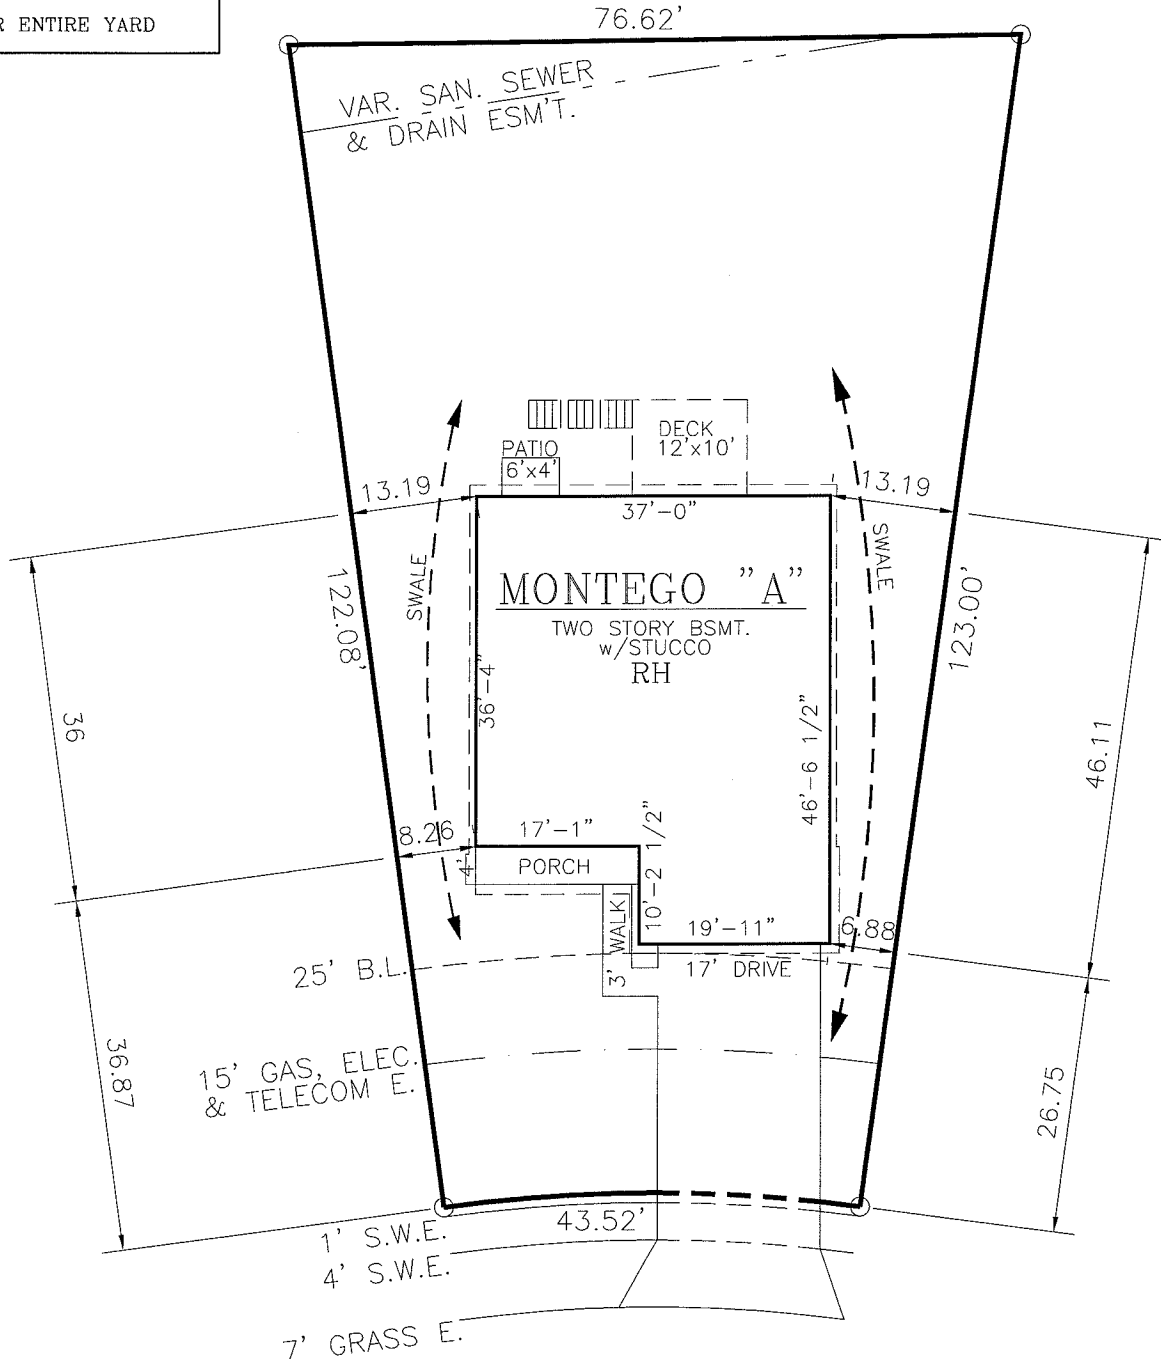 R ENTIRE YARD
76.62'
VAR. SAN. SEWER
& DRAIN ESM'T.
DECK
12'x10'
PATIO
6'x4'
13.19
13.19
37'-0"
SWALE
SWALE
MONTEGO "A"
TWO STORY BSMT.
w/STUCCO
RH
122.08'
123.00'
36'-4"
46'-6 1/2"
36
46.11
8.26
17'-1"
10'-2 1/2"
4'
PORCH
WALK
3'
19'-11"
6.88
25' B.L.
17' DRIVE
15' GAS, ELEC.
& TELECOM E.
36.87
26.75
43.52'
1' S.W.E.
4' S.W.E.
7' GRASS E.